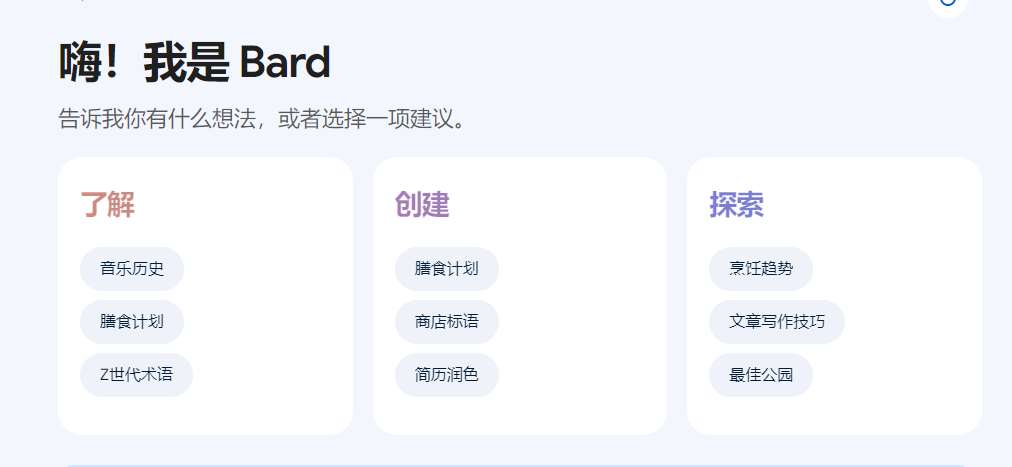 嗨！我是 Bard
告诉我你有什么想法，或者选择一项建议。
了解
音乐历史
膳食计划
Z世代术语
创建
膳食计划
商店标语
简历润色
探索
烹饪趋势
文章写作技巧
最佳公园